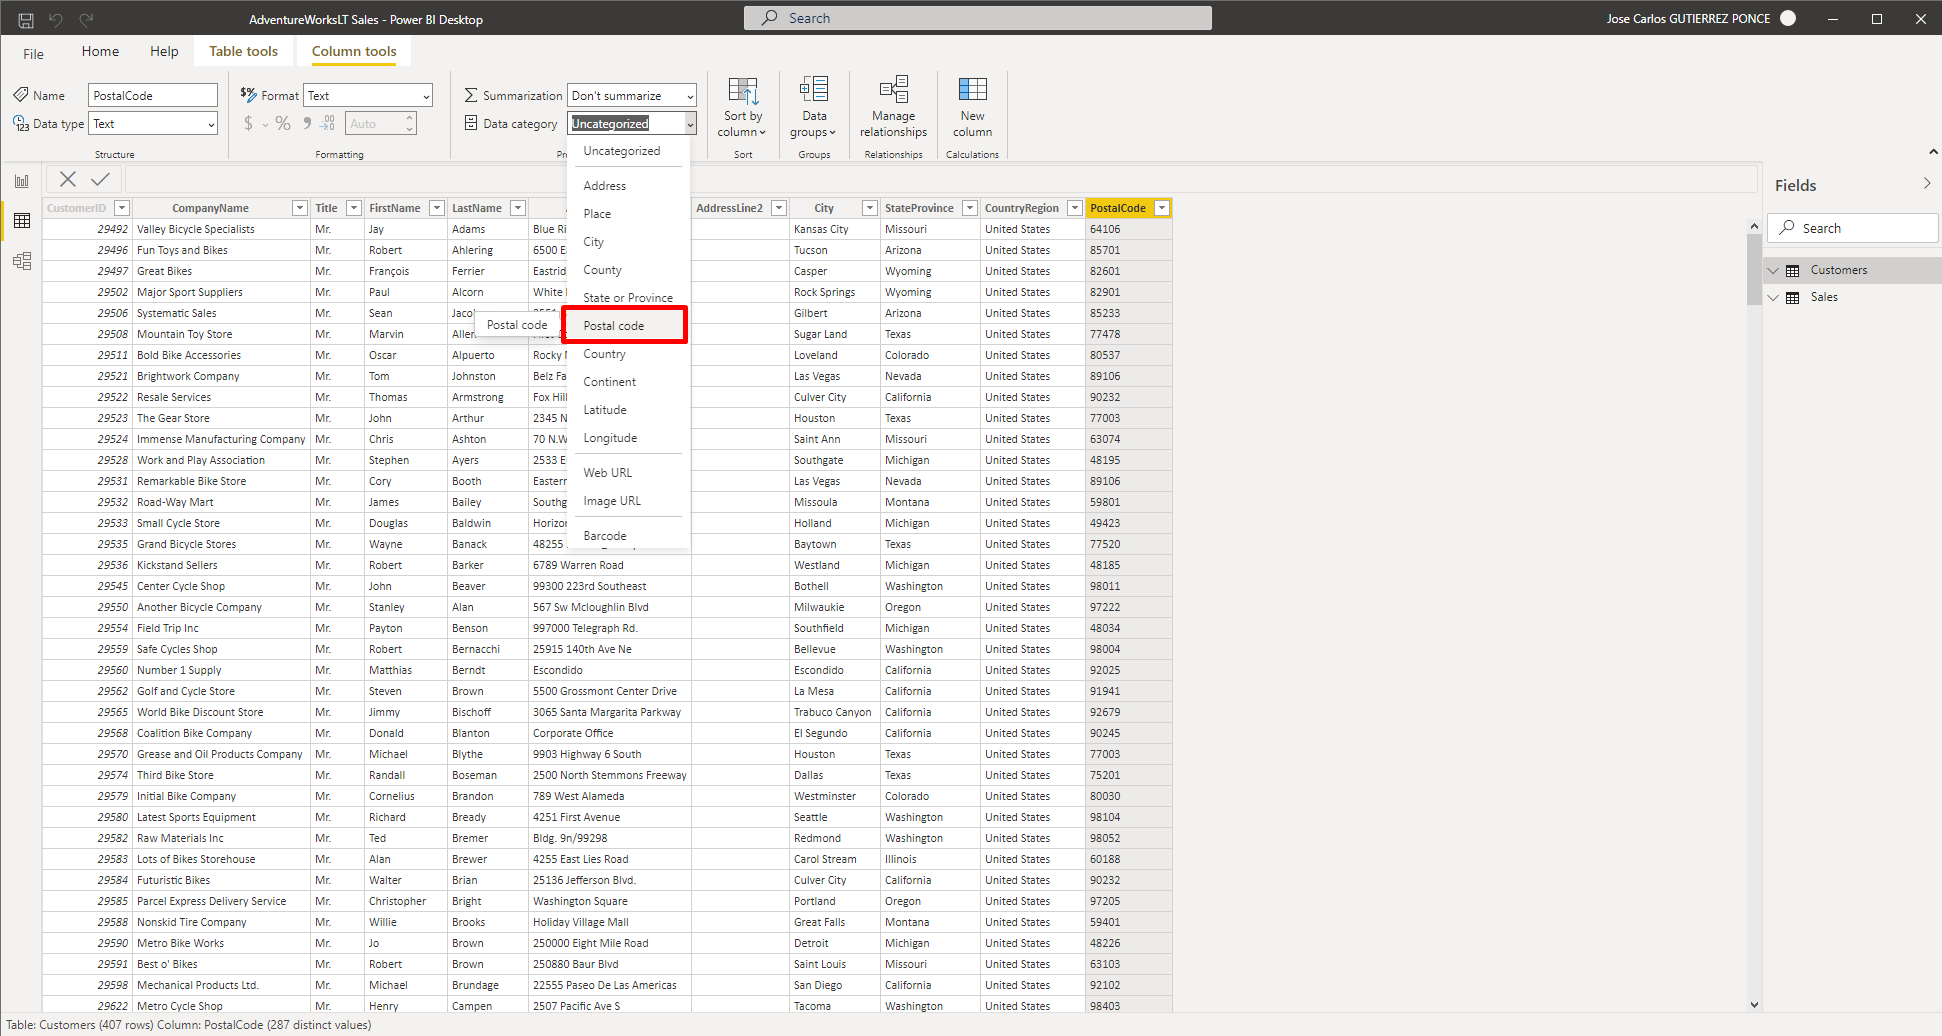 AdventureWorksLT Sales - Power BI Desktop
Search
Jose Carlos GUTIERREZ PONCE
File Home Help Table tools Column tools
Name PostalCode
Data type Text
Structure
Format Text
$ % Auto
Formatting
Summarization Don't summarize
Data category Uncategorized
Sort by column
Sort
Data groups
Groups
Manage relationships
Relationships
New column
Calculations
Uncategorized
Address
Place
City
County
State or Province
Postal code
Postal code
Country
Continent
Latitude
Longitude
Web URL
Image URL
Barcode
CustomerID CompanyName Title FirstName LastName AddressLine2 City StateProvince CountryRegion PostalCode
29492 Valley Bicycle Specialists Mr. Jay Adams Blue Kansas City Missouri United States 64106
29496 Fun Toys and Bikes Mr. Robert Ahlering 6500 Tucson Arizona United States 85701
29497 Great Bikes Mr. François Ferrier Casper Wyoming United States 82601
29502 Major Sport Suppliers Mr. Paul Alcorn White Rock Springs Wyoming United States 82901
29506 Systematic Sales Mr. Sean Gilbert Arizona United States 85233
29508 Mountain Toy Store Mr. Marvin Sugar Land Texas United States 77478
29511 Bold Bike Accessories Mr. Oscar Alpuerto Rocky Loveland Colorado United States 80537
29521 Brightwork Company Mr. Tom Johnston Belz Las Vegas Nevada United States 89106
29522 Resale Services Mr. Thomas Armstrong Fox Culver City California United States 90232
29523 The Gear Store Mr. John Arthur 2345 Houston Texas United States 77003
29524 Immense Manufacturing Company Mr. Chris Ashton 70 Saint Ann Missouri United States 63074
29528 Work and Play Association Mr. Stephen Ayers 2533 Southgate Michigan United States 48195
29531 Remarkable Bike Store Mr. Cory Booth Las Vegas Nevada United States 89106
29532 Road-Way Mart Mr. James Bailey Missoula Montana United States 59801
29533 Small Cycle Store Mr. Douglas Baldwin Holland Michigan United States 49423
29535 Grand Bicycle Stores Mr. Wayne Banack 48255 Baytown Texas United States 77520
29536 Kickstand Sellers Mr. Robert Barker 6789 Warren Road Westland Michigan United States 48185
29545 Center Cycle Shop Mr. John Beaver 99300 223rd Southeast Bothell Washington United States 98011
29550 Another Bicycle Company Mr. Stanley Alan 567 Sw Mcloughlin Blvd Milwaukie Oregon United States 97222
29554 Field Trip Inc Mr. Payton Benson 997000 Telegraph Rd. Southfield Michigan United States 48034
29559 Safe Cycles Shop Mr. Robert Bernacchi 25915 140th Ave Ne Bellevue Washington United States 98004
29560 Number 1 Supply Mr. Matthias Berndt Escondido Escondido California United States 92025
29562 Golf and Cycle Store Mr. Steven Brown 5500 Grossmont Center Drive La Mesa California United States 91941
29565 World Bike Discount Store Mr. Jimmy Bischoff 3065 Santa Margarita Parkway Trabuco Canyon California United States 92679
29568 Coalition Bike Company Mr. Donald Blanton Corporate Office El Segundo California United States 90245
29570 Grease and Oil Products Company Mr. Michael Blythe 9903 Highway 6 South Houston Texas United States 77003
29574 Third Bike Store Mr. Randall Boseman 2500 North Stemmons Freeway Dallas Texas United States 75201
29579 Initial Bike Company Mr. Cornelius Brandon 789 West Alameda Westminster Colorado United States 80030
29580 Latest Sports Equipment Mr. Richard Bready 4251 First Avenue Seattle Washington United States 98104
29582 Raw Materials Inc Mr. Ted Bremer Bldg. 9n/99298 Redmond Washington United States 98052
29583 Lots of Bikes Storehouse Mr. Alan Brewer 4255 East Lies Road Carol Stream Illinois United States 60188
29584 Futuristic Bikes Mr. Walter Brian 25136 Jefferson Blvd. Culver City California United States 90232
29585 Parcel Express Delivery Service Mr. Christopher Bright Washington Square Portland Oregon United States 97205
29588 Nonskid Tire Company Mr. Willie Brooks Holiday Village Mall Great Falls Montana United States 59401
29590 Metro Bike Works Mr. Jo Brown 250000 Eight Mile Road Detroit Michigan United States 48226
29591 Best o' Bikes Mr. Robert Brown 250880 Baur Blvd Saint Louis Missouri United States 63103
29598 Mechanical Products Ltd. Mr. Michael Brundage 22555 Paseo De Las Americas San Diego California United States 92102
29622 Metro Cycle Shop Mr. Henry Campen 2507 Pacific Ave S Tacoma Washington United States 98403
Fields
Search
Customers
Sales
Table: Customers (407 rows) Column: PostalCode (287 distinct values)